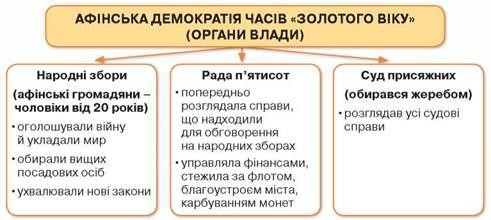 АФІНСЬКА ДЕМОКРАТІЯ ЧАСІВ «ЗОЛОТОГО ВІКУ»
(ОРГАНИ ВЛАДИ)
Народні збори
(афінські громадяни –
чоловіки від 20 років)
• оголошували війну
й укладали мир
• обирали вищих
посадових осіб
• ухвалювали нові закони
Рада п’ятисот
• попередньо
розглядала справи,
що надходили
для обговорення
на народних зборах
• управляла фінансами,
стежила за флотом,
благоустроєм міста,
карбуванням монет
Суд присяжних
(обирався жеребом)
• розглядав усі судові
справи